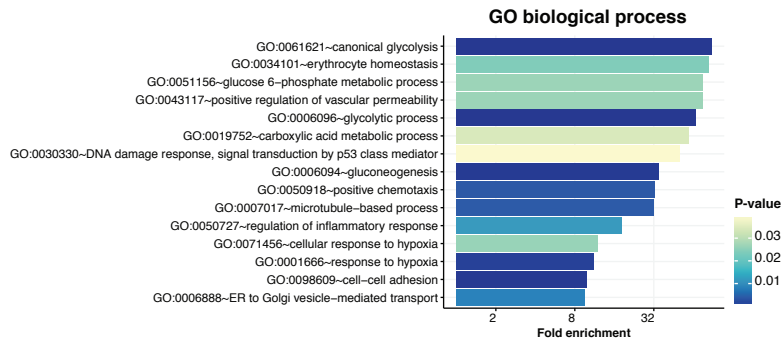 GO biological process
GO:0061621~canonical glycolysis
GO:0034101~erythrocyte homeostasis
GO:0051156~glucose 6−phosphate metabolic process
GO:0043117~positive regulation of vascular permeability
GO:0006096~glycolytic process
GO:0019752~carboxylic acid metabolic process
GO:0030330~DNA damage response, signal transduction by p53 class mediator
GO:0006094~gluconeogenesis
GO:0050918~positive chemotaxis
GO:0007017~microtubule−based process
GO:0050727~regulation of inflammatory response
GO:0071456~cellular response to hypoxia
GO:0001666~response to hypoxia
GO:0098609~cell−cell adhesion
GO:0006888~ER to Golgi vesicle−mediated transport
2 8 32
Fold enrichment
P-value
0.03
0.02
0.01